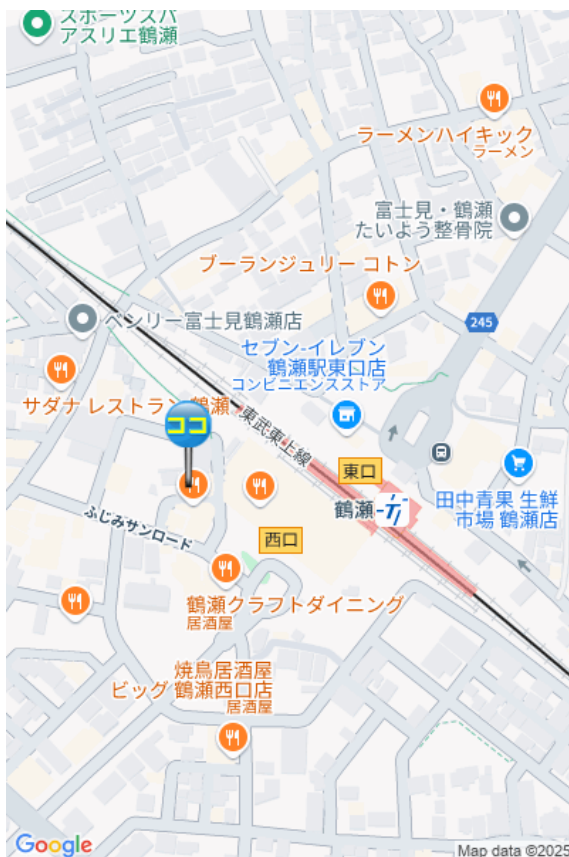 スポーツスパ
アスリエ鶴瀬
ラーメンハイキック
ラーメン
富士見・鶴瀬
たいよう整骨院
ブーランジュリー コトン
245
ベンリー富士見鶴瀬店
セブン-イレブン
鶴瀬駅東口店
コンビニエンスストア
サダナ レストラン 鶴瀬
ココ
東武東上線
東口
田中青果 生鮮
市場 鶴瀬店
鶴瀬
ふじみサンロード
西口
鶴瀬クラフトダイニング
居酒屋
焼鳥居酒屋
ビッグ 鶴瀬西口店
居酒屋
Google
Map data ©2025